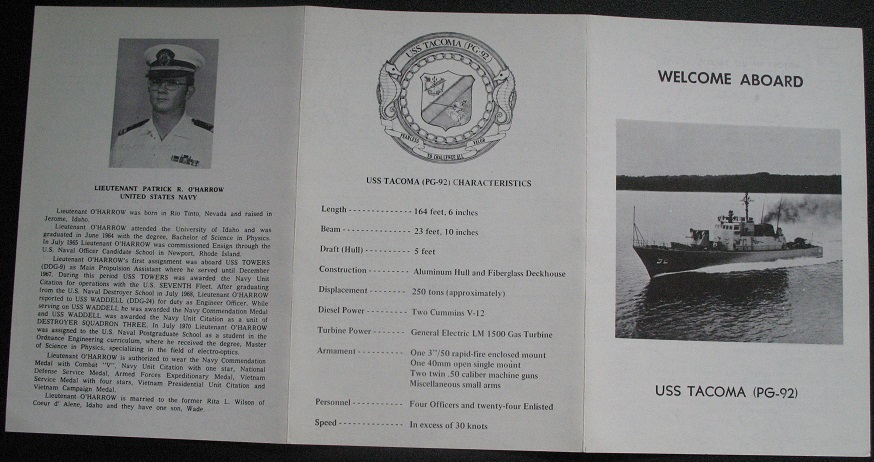 LIEUTENANT PATRICK R. O'HARROW
UNITED STATES NAVY
Lieutenant O'HARROW was born in Rio Tinto, Nevada and raised in
Jerome, Idaho.
Lieutenant O'HARROW attended the University of Idaho and was
graduated in June 1964 with the degree, Bachelor of Science in Physics.
In July 1965 Lieutenant O'HARROW was commissioned Ensign through the
U.S. Naval Officer Candidate School in Newport, Rhode Island.
Lieutenant O'HARROW's first assignment was aboard USS TOWERS
(DDG-9) as Main Propulsion Assistant where he served until December
1967. During this period USS TOWERS was awarded the Navy Unit
Citation for operations with the U.S. SEVENTH Fleet. After graduating
from the U.S. Naval Destroyer School in July 1968, Lieutenant O'HARROW
reported to USS WADDELL (DDG-24) for duty as Engineer Officer. While
serving on USS WADDELL he was awarded the Navy Commendation Medal
and USS WADDELL was awarded the Navy Unit Citation as a unit of
DESTROYER SQUADRON THREE. In July 1970 Lieutenant O'HARROW
was assigned to the U.S. Naval Postgraduate School as a student in the
Ordnance Engineering curriculum, where he received the degree, Master
of Science in Physics, specializing in the field of electro-optics.
Lieutenant O'HARROW is authorized to wear the Navy Commendation
Medal with Combat "V", Navy Unit Citation with one star, National
Defense Service Medal, Armed Forces Expeditionary Medal, Vietnam
Service Medal with four stars, Vietnam Presidential Unit Citation and
Vietnam Campaign Medal.
Lieutenant O'HARROW is married to the former Rita L. Wilson of
Coeur d' Alene, Idaho and they have one son, Wade.
USS TACOMA (PG-92)
FEARLESS
TO CHALLENGE ALL
USS TACOMA (PG-92) CHARACTERISTICS
Length - - - - - - - - - - - - - 164 feet, 6 inches
Beam - - - - - - - - - - - - - - 23 feet, 10 inches
Draft (Hull) - - - - - - - - - - 5 feet
Construction - - - - - - - - - - Aluminum Hull and Fiberglass Deckhouse
Displacement - - - - - - - - - - 250 tons (approximately)
Diesel Power - - - - - - - - - - Two Cummins V-12
Turbine Power - - - - - - - - - General Electric LM 1500 Gas Turbine
Armament - - - - - - - - - - - One 3"/50 rapid-fire enclosed mount
One 40mm open single mount
Two twin .50 caliber machine guns
Miscellaneous small arms
Personnel - - - - - - - - - - - Four Officers and twenty-four Enlisted
Speed - - - - - - - - - - - - - In excess of 30 knots
WELCOME ABOARD
92
USS TACOMA (PG-92)